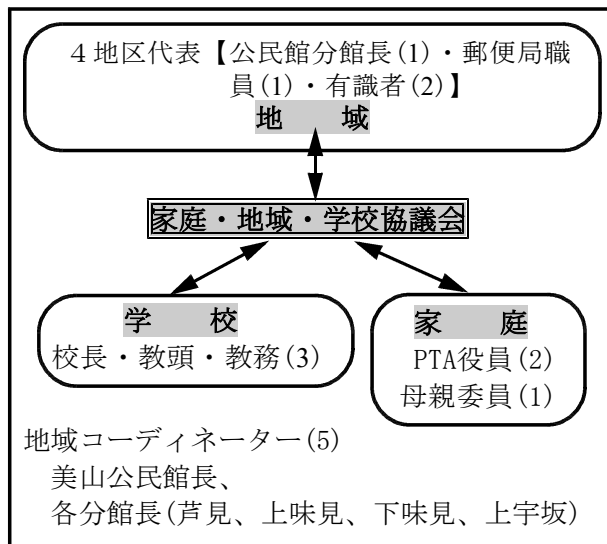 ４地区代表【公民館分館長(1)・郵便局職
員(1)・有識者(2)】
地　　域
家庭・地域・学校協議会
学　　校
校長・教頭・教務(3)
家　　庭
PTA役員(2)
母親委員(1)
地域コーディネーター(5)
美山公民館長、
各分館長(芦見、上味見、下味見、上宇坂)